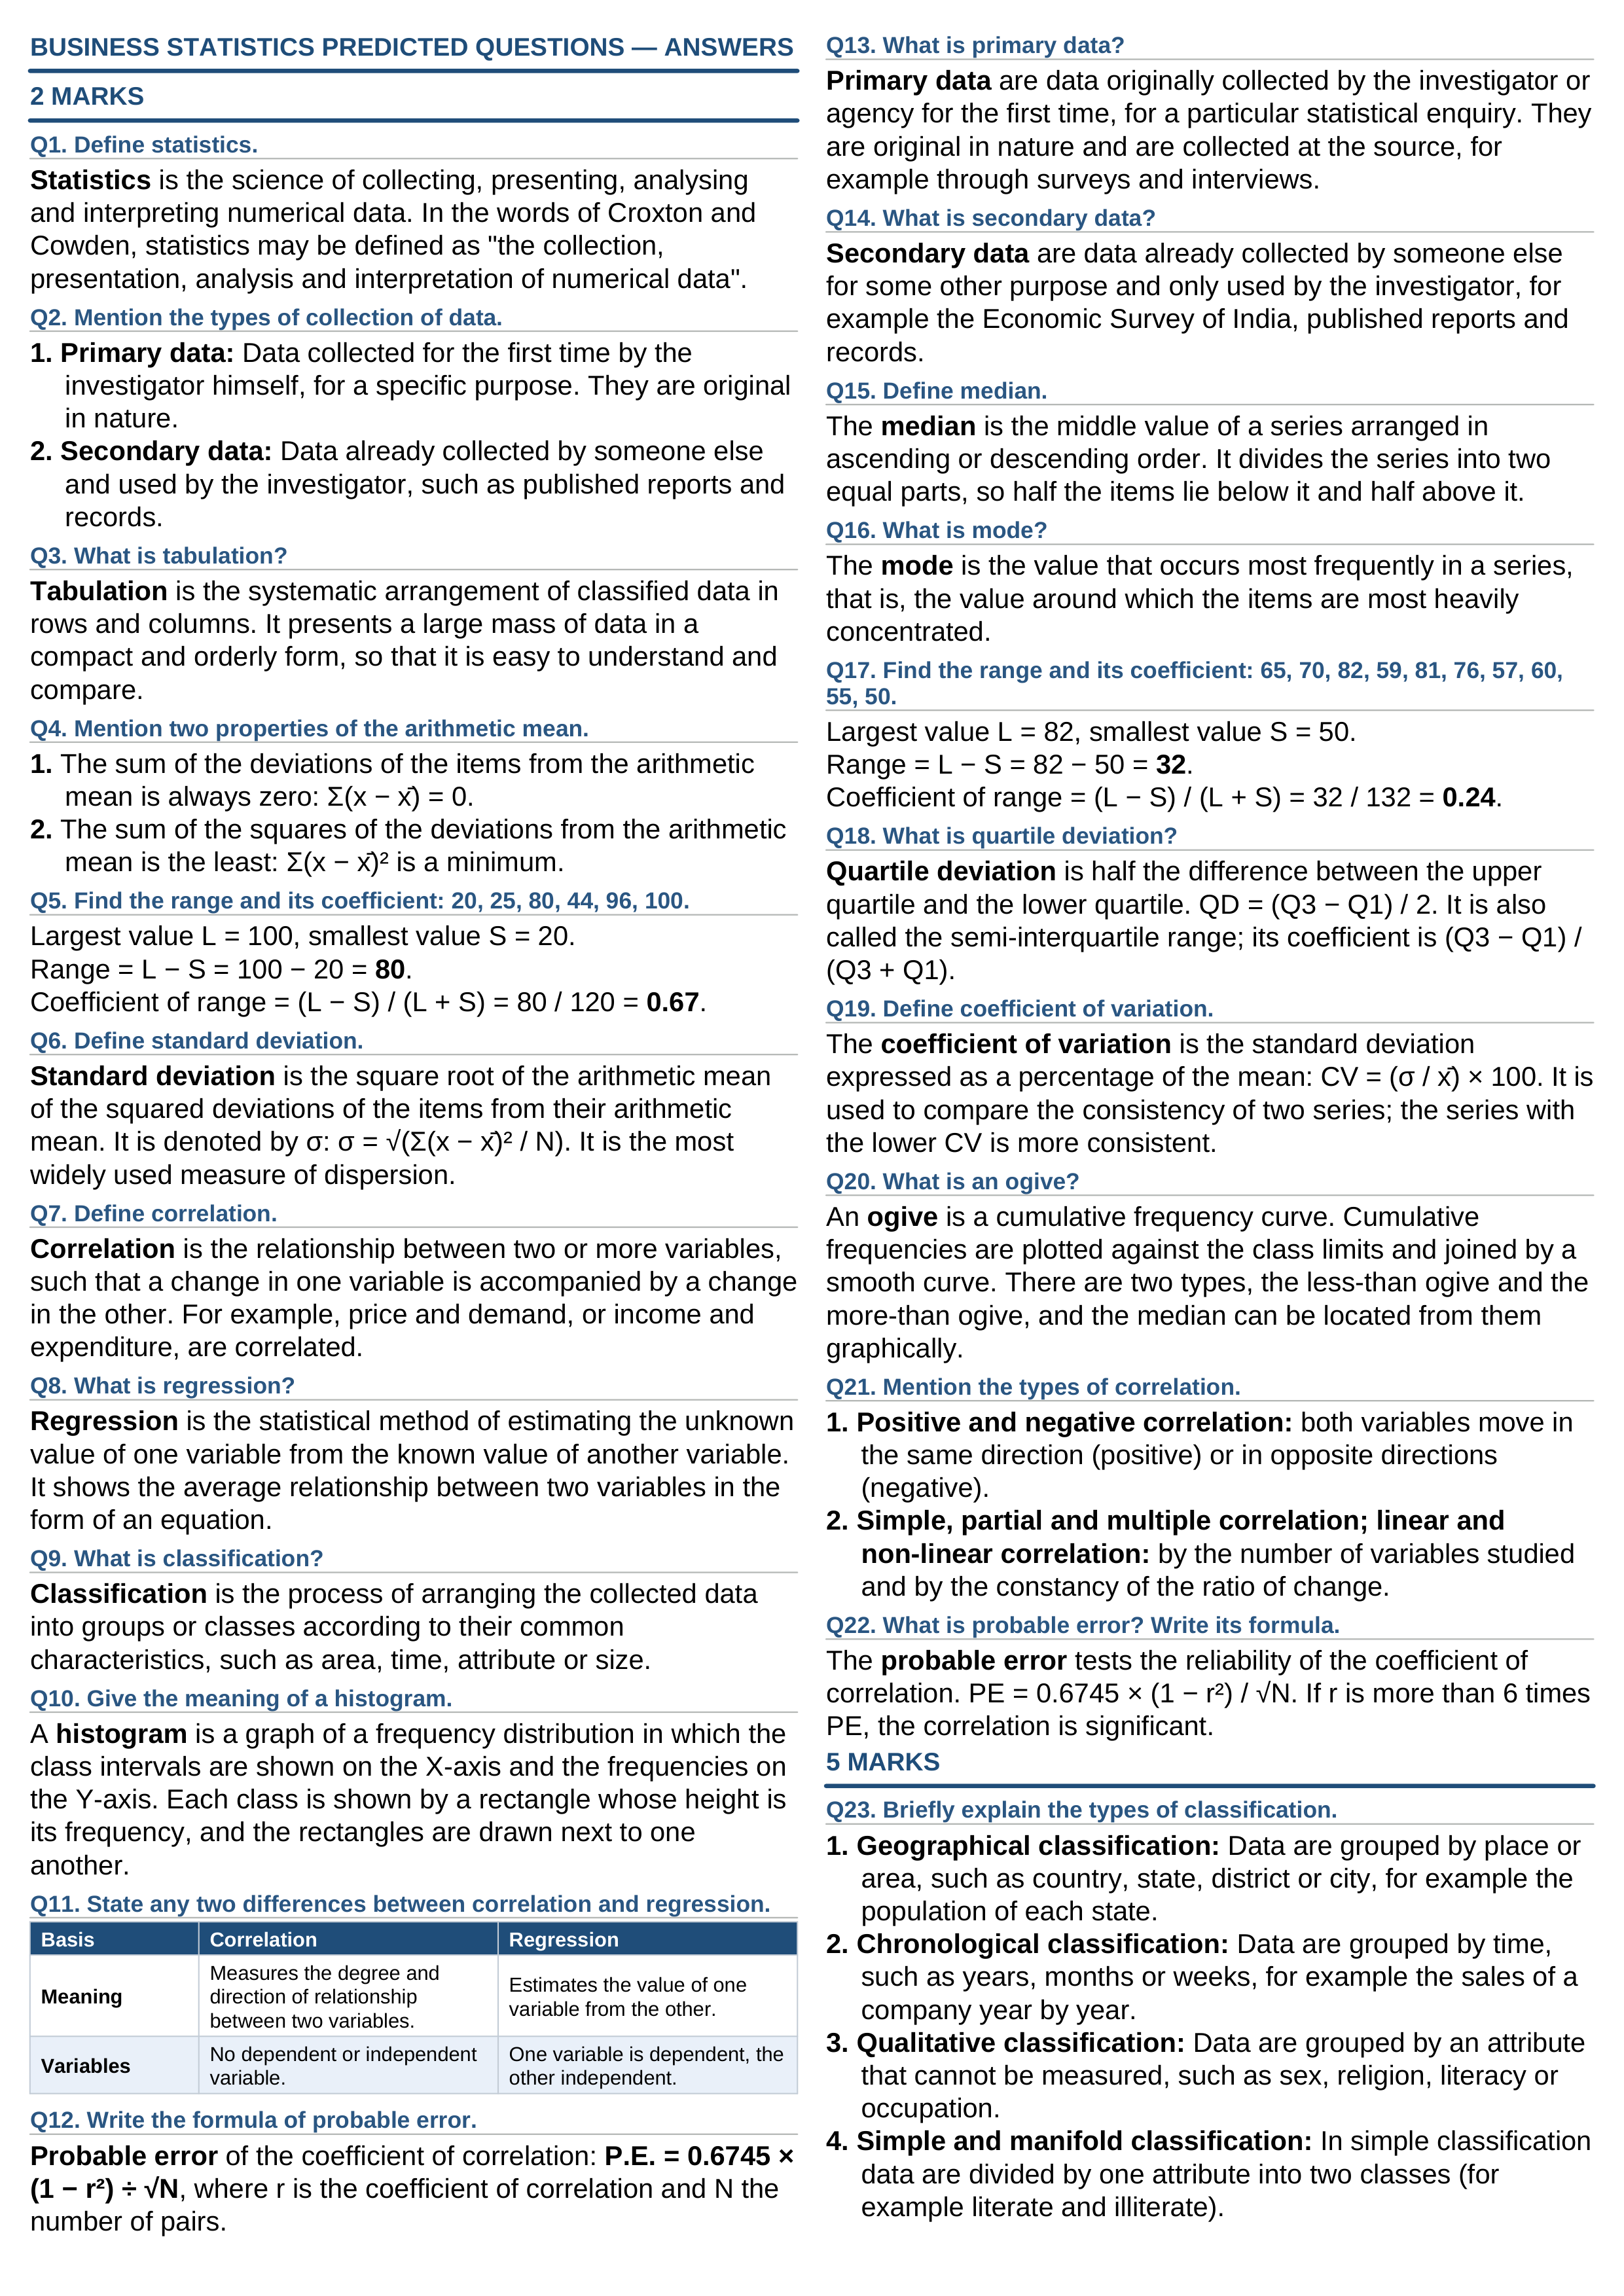 BUSINESS STATISTICS PREDICTED QUESTIONS — ANSWERS
2 MARKS
Q1. Define statistics.
Statistics is the science of collecting, presenting, analysing
and interpreting numerical data. In the words of Croxton and
Cowden, statistics may be defined as "the collection,
presentation, analysis and interpretation of numerical data".
Q2. Mention the types of collection of data.
1. Primary data: Data collected for the first time by the
investigator himself, for a specific purpose. They are original
in nature.
2. Secondary data: Data already collected by someone else
and used by the investigator, such as published reports and
records.
Q3. What is tabulation?
Tabulation is the systematic arrangement of classified data in
rows and columns. It presents a large mass of data in a
compact and orderly form, so that it is easy to understand and
compare.
Q4. Mention two properties of the arithmetic mean.
1. The sum of the deviations of the items from the arithmetic
mean is always zero: Σ(x − x̄) = 0.
2. The sum of the squares of the deviations from the arithmetic
mean is the least: Σ(x − x̄)² is a minimum.
Q5. Find the range and its coefficient: 20, 25, 80, 44, 96, 100.
Largest value L = 100, smallest value S = 20.
Range = L − S = 100 − 20 = 80.
Coefficient of range = (L − S) / (L + S) = 80 / 120 = 0.67.
Q6. Define standard deviation.
Standard deviation is the square root of the arithmetic mean
of the squared deviations of the items from their arithmetic
mean. It is denoted by σ: σ = √(Σ(x − x̄)² / N). It is the most
widely used measure of dispersion.
Q7. Define correlation.
Correlation is the relationship between two or more variables,
such that a change in one variable is accompanied by a change
in the other. For example, price and demand, or income and
expenditure, are correlated.
Q8. What is regression?
Regression is the statistical method of estimating the unknown
value of one variable from the known value of another variable.
It shows the average relationship between two variables in the
form of an equation.
Q9. What is classification?
Classification is the process of arranging the collected data
into groups or classes according to their common
characteristics, such as area, time, attribute or size.
Q10. Give the meaning of a histogram.
A histogram is a graph of a frequency distribution in which the
class intervals are shown on the X-axis and the frequencies on
the Y-axis. Each class is shown by a rectangle whose height is
its frequency, and the rectangles are drawn next to one
another.
Q11. State any two differences between correlation and regression.
Basis Correlation Regression
Meaning Measures the degree and direction of relationship between two variables. Estimates the value of one variable from the other.
Variables No dependent or independent variable. One variable is dependent, the other independent.
Q12. Write the formula of probable error.
Probable error of the coefficient of correlation: P.E. = 0.6745 ×
(1 − r²) ÷ √N, where r is the coefficient of correlation and N the
number of pairs.
Q13. What is primary data?
Primary data are data originally collected by the investigator or
agency for the first time, for a particular statistical enquiry. They
are original in nature and are collected at the source, for
example through surveys and interviews.
Q14. What is secondary data?
Secondary data are data already collected by someone else
for some other purpose and only used by the investigator, for
example the Economic Survey of India, published reports and
records.
Q15. Define median.
The median is the middle value of a series arranged in
ascending or descending order. It divides the series into two
equal parts, so half the items lie below it and half above it.
Q16. What is mode?
The mode is the value that occurs most frequently in a series,
that is, the value around which the items are most heavily
concentrated.
Q17. Find the range and its coefficient: 65, 70, 82, 59, 81, 76, 57, 60,
55, 50.
Largest value L = 82, smallest value S = 50.
Range = L − S = 82 − 50 = 32.
Coefficient of range = (L − S) / (L + S) = 32 / 132 = 0.24.
Q18. What is quartile deviation?
Quartile deviation is half the difference between the upper
quartile and the lower quartile. QD = (Q3 − Q1) / 2. It is also
called the semi-interquartile range; its coefficient is (Q3 − Q1) /
(Q3 + Q1).
Q19. Define coefficient of variation.
The coefficient of variation is the standard deviation
expressed as a percentage of the mean: CV = (σ / x̄) × 100. It is
used to compare the consistency of two series; the series with
the lower CV is more consistent.
Q20. What is an ogive?
An ogive is a cumulative frequency curve. Cumulative
frequencies are plotted against the class limits and joined by a
smooth curve. There are two types, the less-than ogive and the
more-than ogive, and the median can be located from them
graphically.
Q21. Mention the types of correlation.
1. Positive and negative correlation: both variables move in
the same direction (positive) or in opposite directions
(negative).
2. Simple, partial and multiple correlation; linear and
non-linear correlation: by the number of variables studied
and by the constancy of the ratio of change.
Q22. What is probable error? Write its formula.
The probable error tests the reliability of the coefficient of
correlation. PE = 0.6745 × (1 − r²) / √N. If r is more than 6 times
PE, the correlation is significant.
5 MARKS
Q23. Briefly explain the types of classification.
1. Geographical classification: Data are grouped by place or
area, such as country, state, district or city, for example the
population of each state.
2. Chronological classification: Data are grouped by time,
such as years, months or weeks, for example the sales of a
company year by year.
3. Qualitative classification: Data are grouped by an attribute
that cannot be measured, such as sex, religion, literacy or
occupation.
4. Simple and manifold classification: In simple classification
data are divided by one attribute into two classes (for
example literate and illiterate).